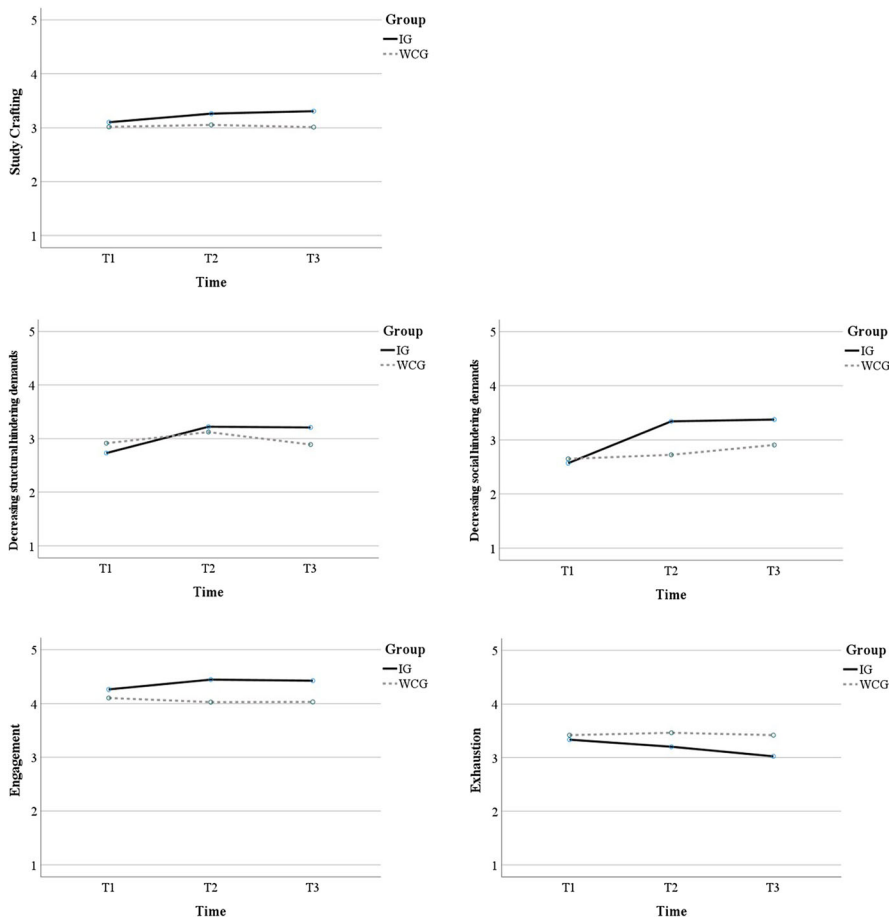 Group
IG
WCG
5
4
3
2
1
Study Crafting
T1 T2 T3
Time
Group
IG
WCG
5
4
3
2
1
Decreasing structural hindering demands
T1 T2 T3
Time
Group
IG
WCG
5
4
3
2
1
Decreasing social hindering demands
T1 T2 T3
Time
Group
IG
WCG
5
4
3
2
1
Engagement
T1 T2 T3
Time
Group
IG
WCG
5
4
3
2
1
Exhaustion
T1 T2 T3
Time